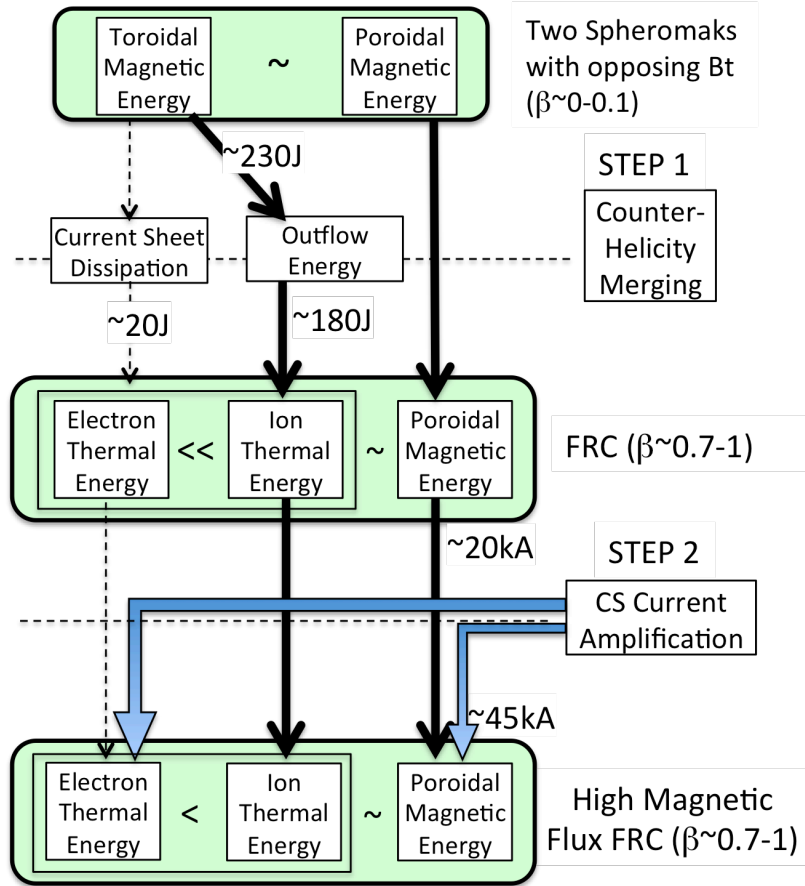 Toroidal
Magnetic
Energy
~
Poroidal
Magnetic
Energy
Two Spheromaks
with opposing Bt
(β~0-0.1)
~230J
STEP 1
Counter-
Helicity
Merging
Current Sheet
Dissipation
Outflow
Energy
~20J
~180J
Electron
Thermal
Energy
<<
Ion
Thermal
Energy
~
Poroidal
Magnetic
Energy
FRC (β~0.7-1)
~20kA
STEP 2
CS Current
Amplification
~45kA
Electron
Thermal
Energy
<
Ion
Thermal
Energy
~
Poroidal
Magnetic
Energy
High Magnetic
Flux FRC (β~0.7-1)